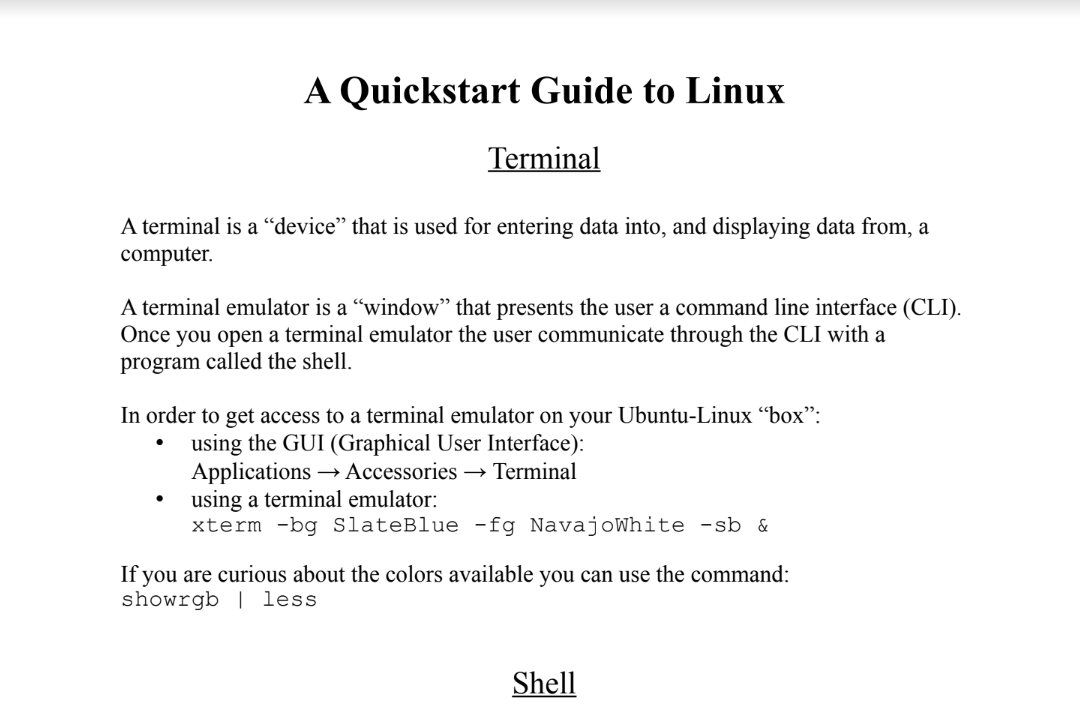 A Quickstart Guide to Linux
Terminal
A terminal is a “device” that is used for entering data into, and displaying data from, a
computer.
A terminal emulator is a “window” that presents the user a command line interface (CLI).
Once you open a terminal emulator the user communicate through the CLI with a
program called the shell.
In order to get access to a terminal emulator on your Ubuntu-Linux “box”:
• using the GUI (Graphical User Interface):
Applications → Accessories → Terminal
• using a terminal emulator:
xterm -bg SlateBlue -fg NavajoWhite -sb &
If you are curious about the colors available you can use the command:
showrgb | less
Shell